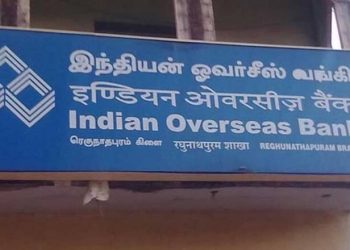 இந்தியன் ஓவர்சீஸ் வங்கி
इण्डियन ओवरसीज़ बैंक
Indian Overseas Bank
ரெகுநாதபுரம் கிளை रघुनाथपुरम शाखा REGHUNATHAPURAM BRA